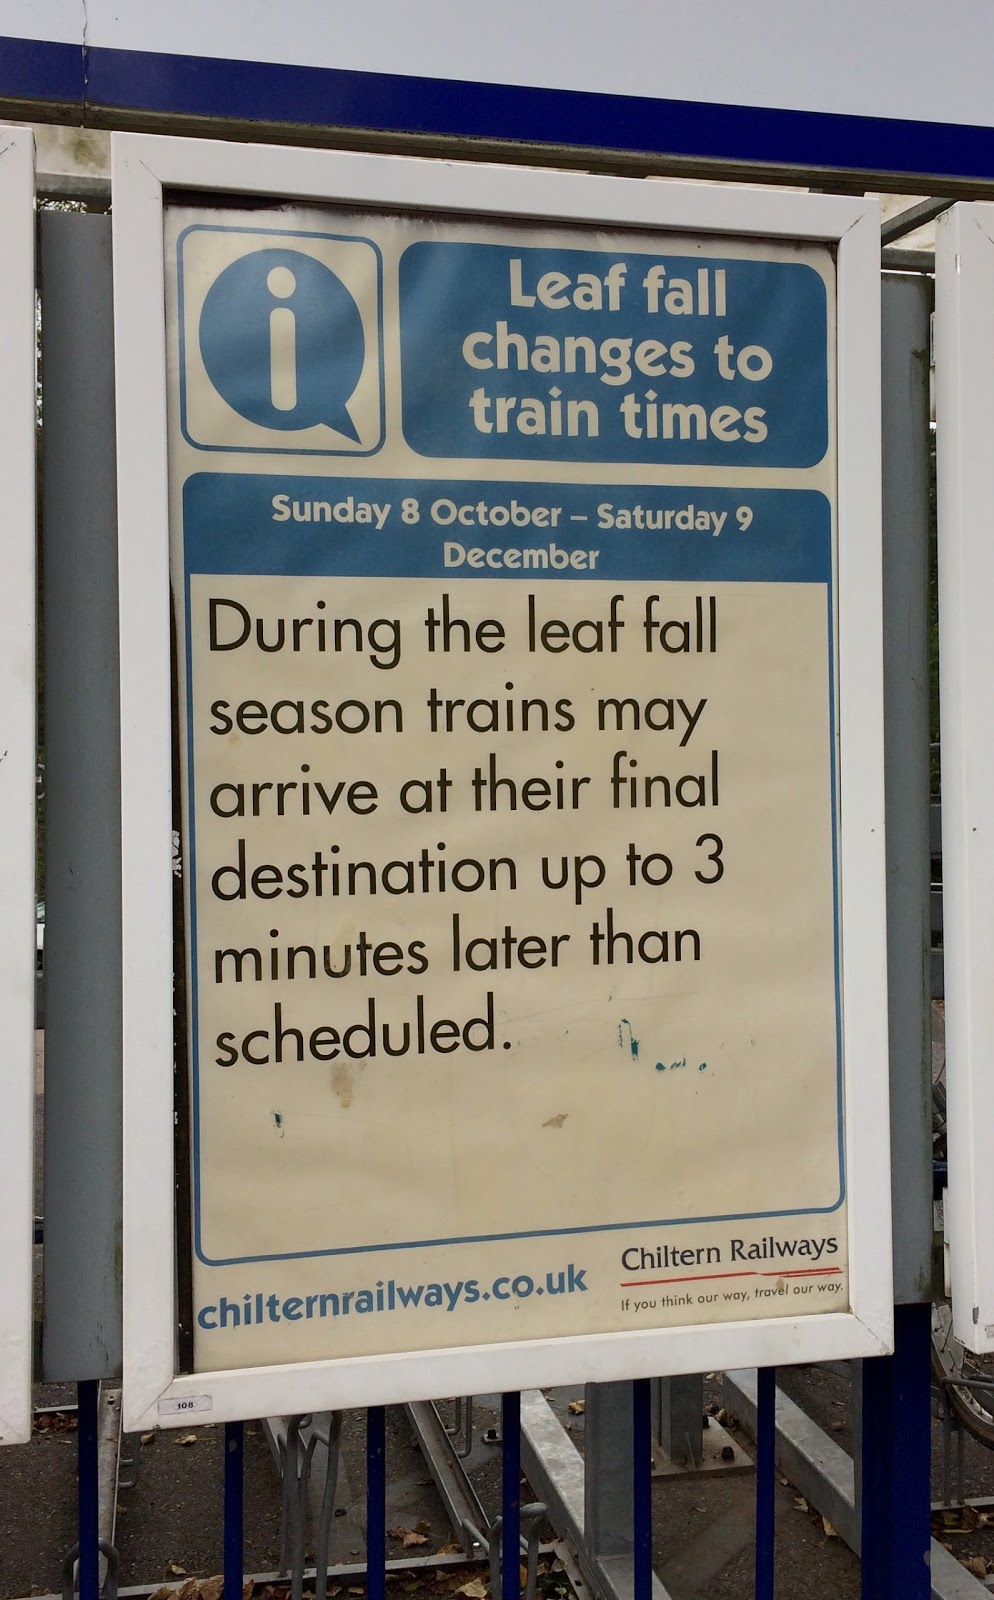 i
Leaf fall
changes to
train times
Sunday 8 October – Saturday 9
December
During the leaf fall
season trains may
arrive at their final
destination up to 3
minutes later than
scheduled.
chilternrailways.co.uk
Chiltern Railways
If you think our way, travel our way.
108